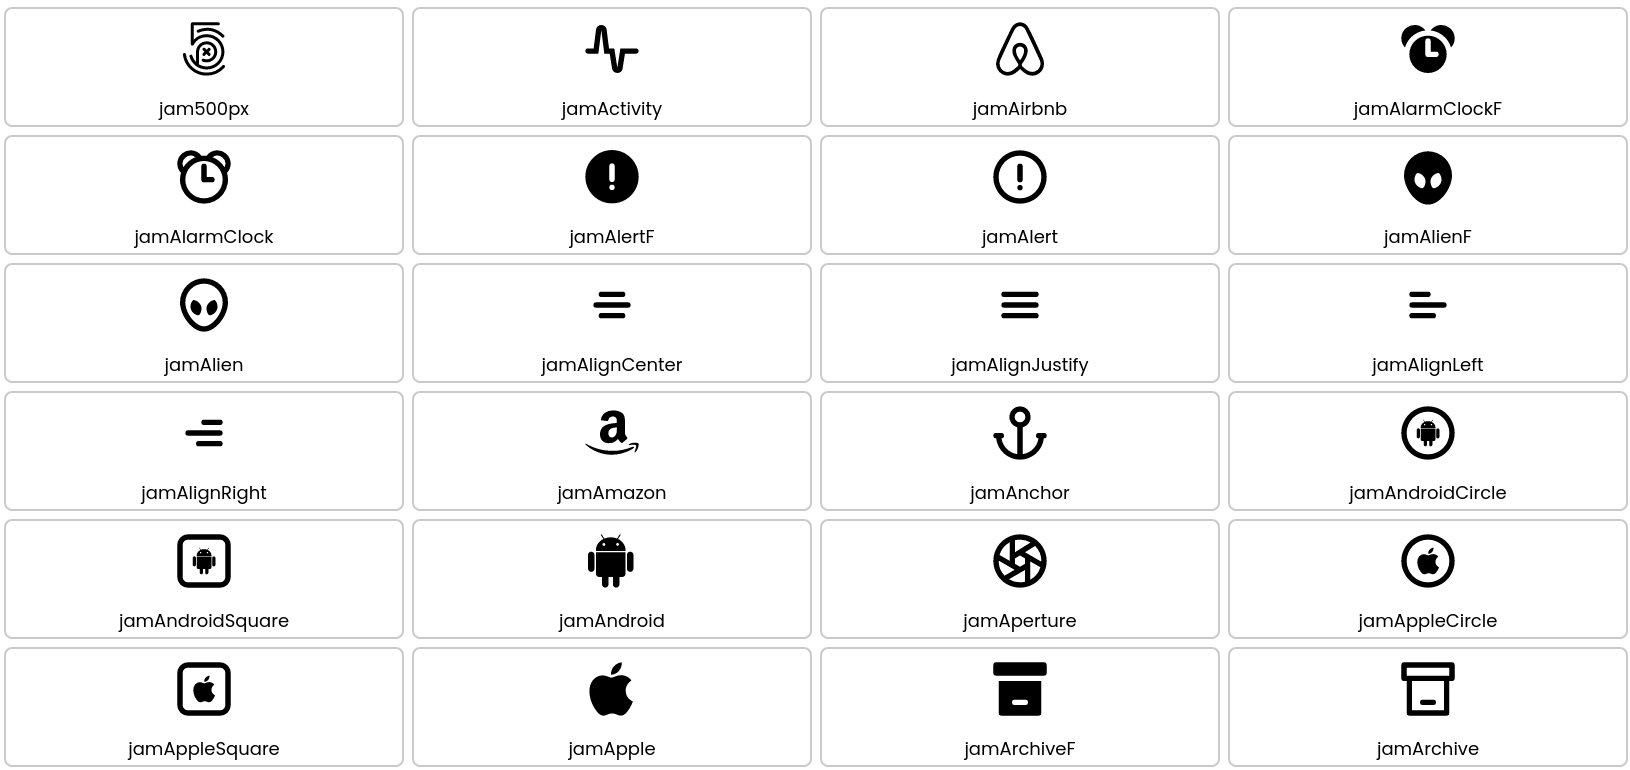 jam500px
jamActivity
jamAirbnb
jamAlarmClockF
jamAlarmClock
jamAlertF
jamAlert
jamAlienF
jamAlien
jamAlignCenter
jamAlignJustify
jamAlignLeft
jamAlignRight
jamAmazon
jamAnchor
jamAndroidCircle
jamAndroidSquare
jamAndroid
jamAperture
jamAppleCircle
jamAppleSquare
jamApple
jamArchiveF
jamArchive